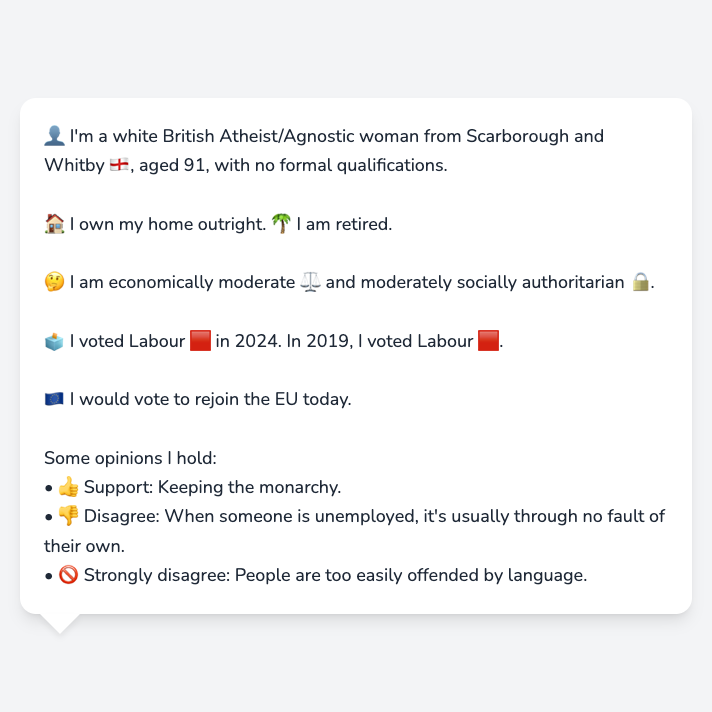 👤 I'm a white British Atheist/Agnostic woman from Scarborough and
Whitby 🏴󠁧󠁢󠁥󠁮󠁧󠁿, aged 91, with no formal qualifications.
🏠 I own my home outright. 🌴 I am retired.
🤔 I am economically moderate ⚖️ and moderately socially authoritarian 🔒.
🗳️ I voted Labour 🟥 in 2024. In 2019, I voted Labour 🟥.
🇪🇺 I would vote to rejoin the EU today.
Some opinions I hold:
• 👍 Support: Keeping the monarchy.
• 👎 Disagree: When someone is unemployed, it's usually through no fault of
their own.
• 🚫 Strongly disagree: People are too easily offended by language.